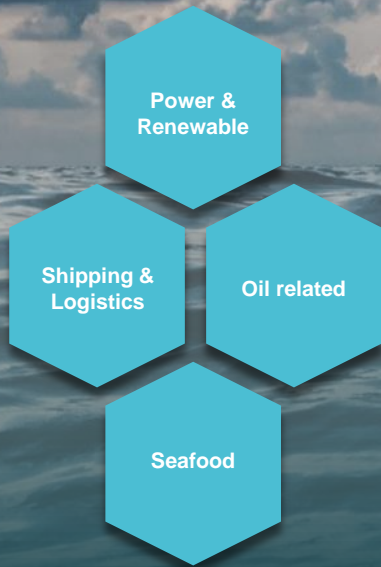 Power &
Renewable
Shipping &
Logistics
Oil related
Seafood